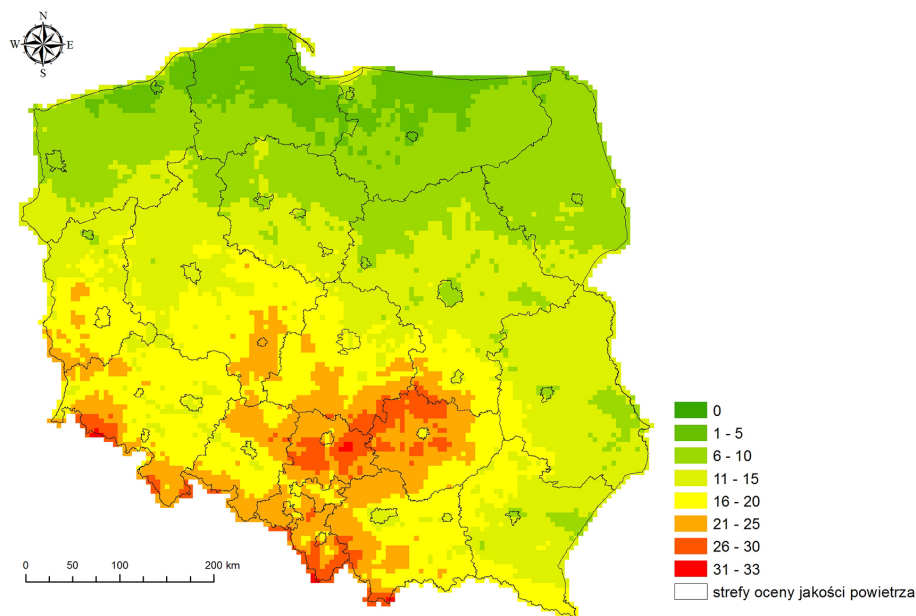 N
W E
S
0
1 - 5
6 - 10
11 - 15
16 - 20
21 - 25
26 - 30
31 - 33
strefy oceny jakości powietrza
0 50 100 200 km